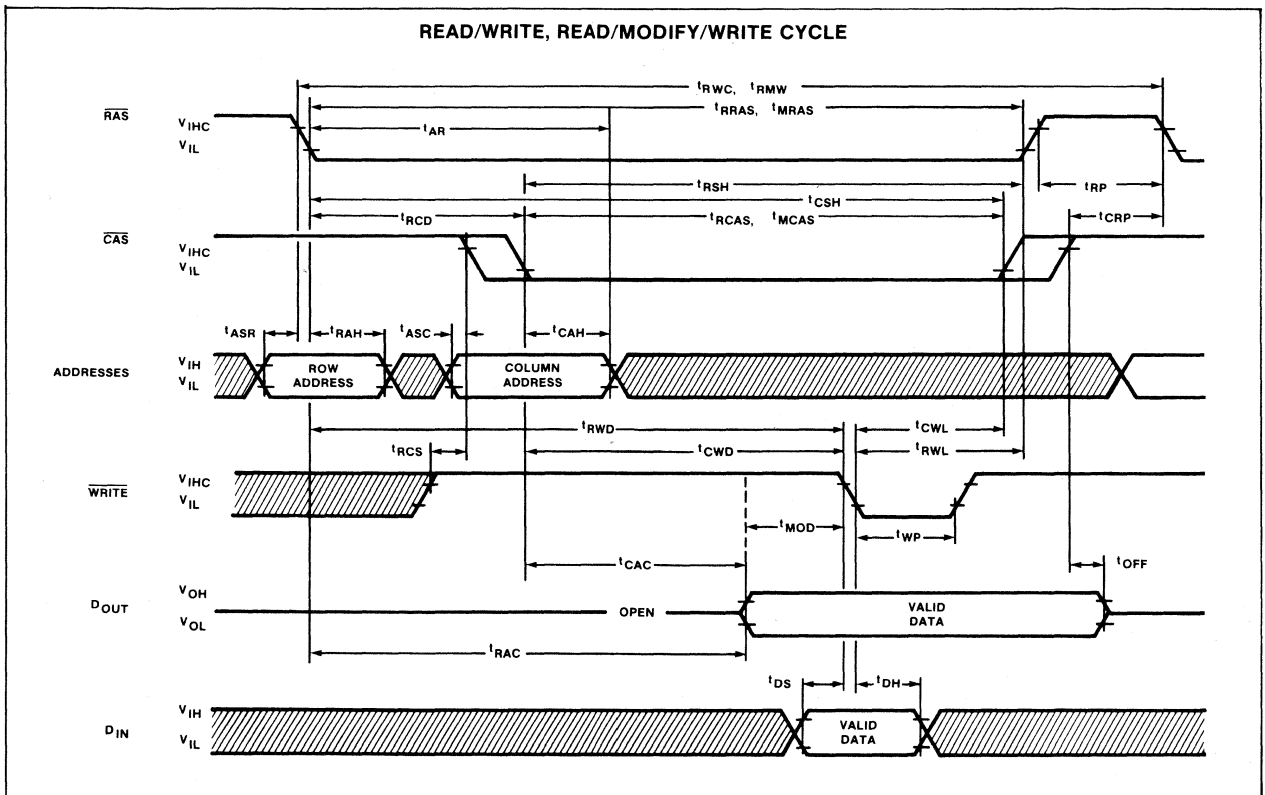 READ/WRITE, READ/MODIFY/WRITE CYCLE
tRWC, tRMW
tRRAS, tMRAS
RAS
VIHC
VIL
tAR
tRSH
tRP
tCSH
tRCD
tRCAS, tMCAS
tCRP
CAS
VIHC
VIL
tASR
tRAH
tASC
tCAH
ADDRESSES
VIH
VIL
ROW
ADDRESS
COLUMN
ADDRESS
tRWD
tCWL
tRCS
tCWD
tRWL
WRITE
VIHC
VIL
tMOD
tWP
tCAC
tOFF
DOUT
VOH
VOL
OPEN
VALID
DATA
tRAC
tDS
tDH
DIN
VIH
VIL
VALID
DATA